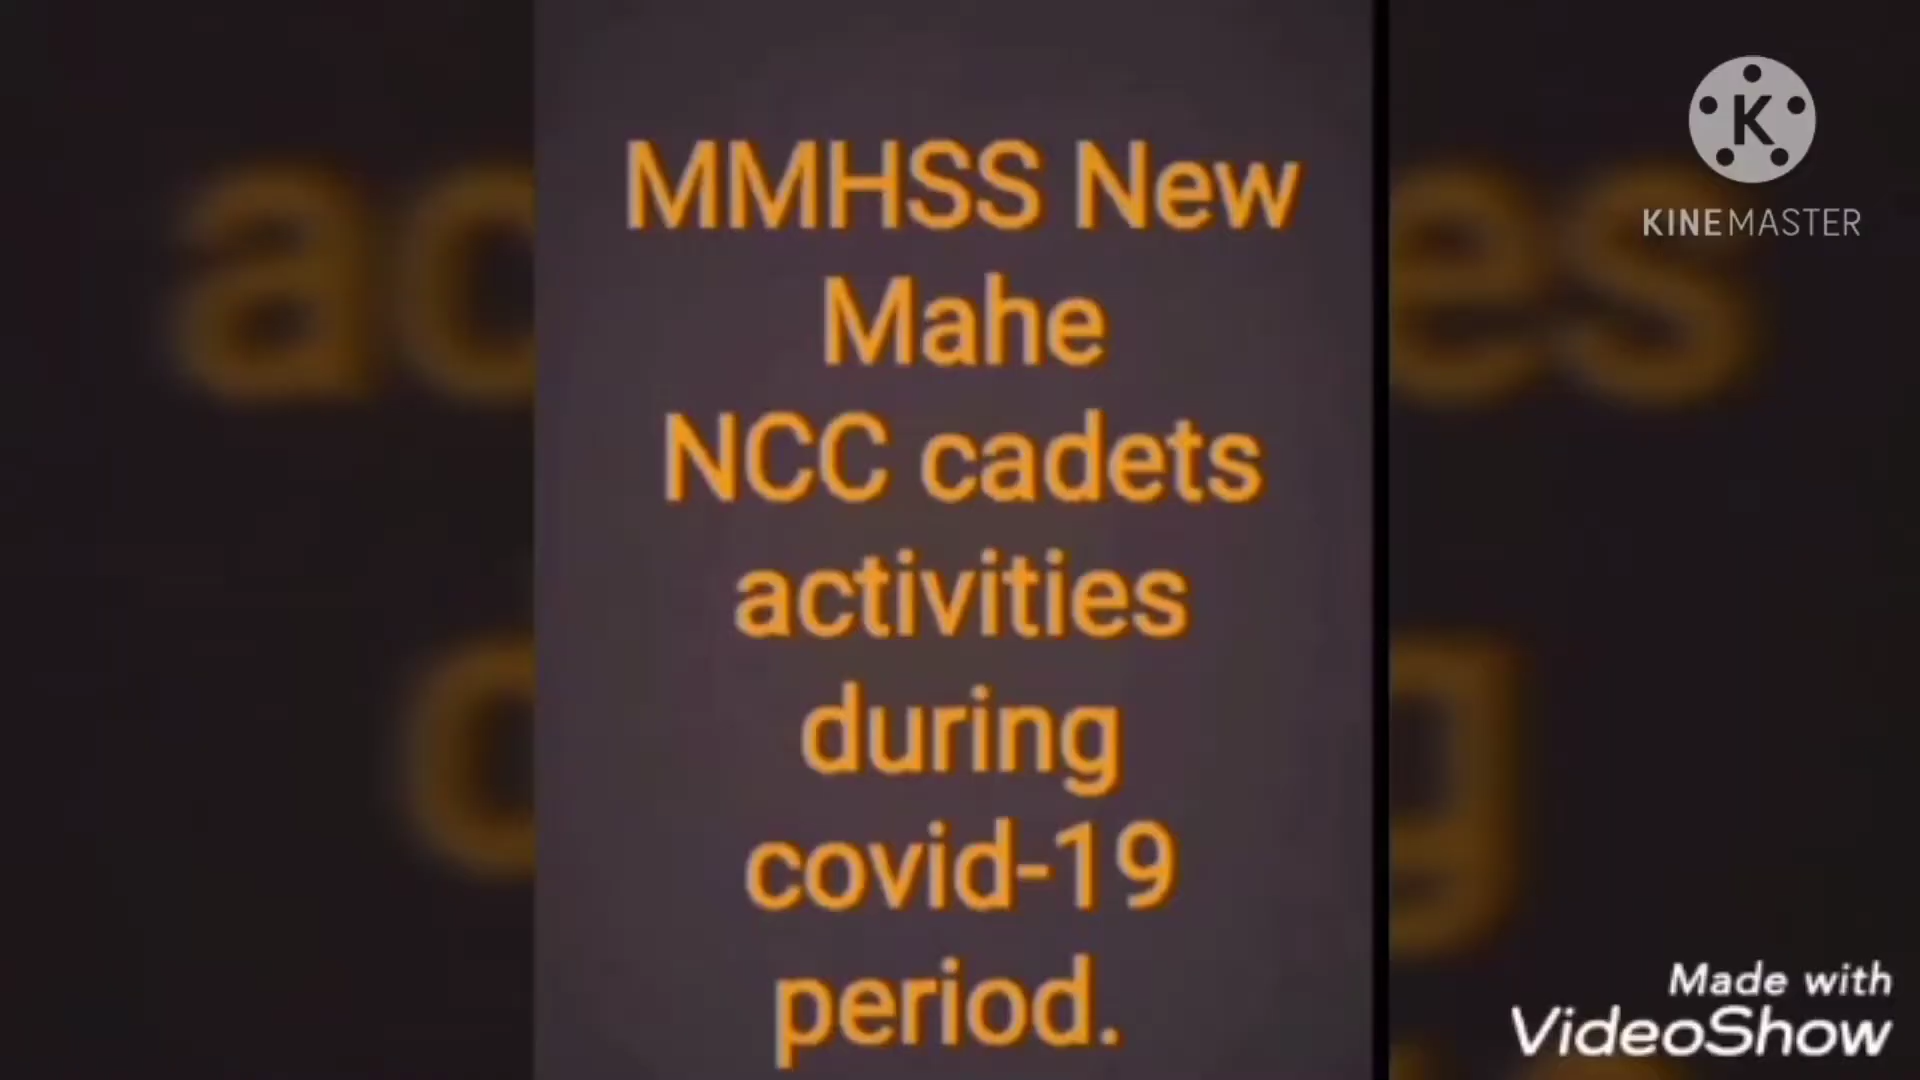 MMHSS New
Mahe
NCC cadets
activities
during
covid-19
period.
K
KINEMASTER
Made with
VideoShow